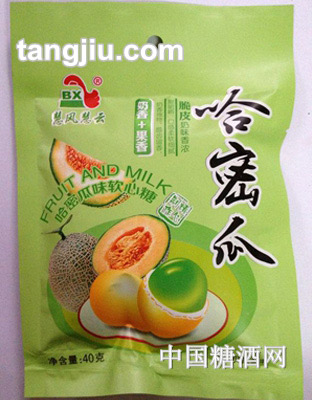 tangjiu.com
BX
®
慧风慧云
奶香+果香
脆皮奶味香浓
哈密瓜
FRUIT AND MILK
哈密瓜味软心糖
净含量:40克
中国糖酒网